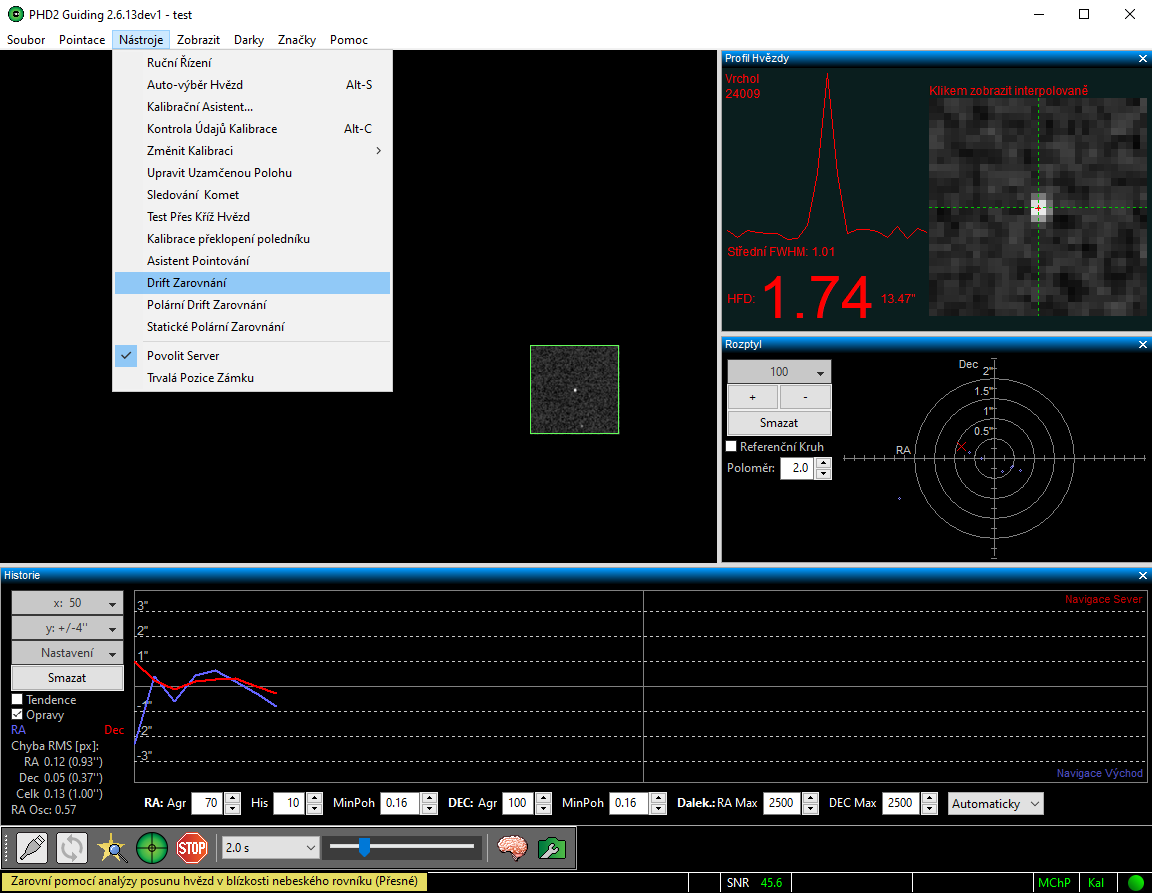 PHD2 Guiding 2.6.13dev1 - test
Soubor Pointace Nástroje Zobrazit Darky Značky Pomoc
Ruční Řízení
Auto-výběr Hvězd Alt-S
Kalibrační Asistent...
Kontrola Údajů Kalibrace Alt-C
Změnit Kalibraci
Upravit Uzamčenou Polohu
Sledování Komet
Test Přes Kříž Hvězd
Kalibrace překlopení poledníku
Asistent Pointování
Drift Zarovnání
Polární Drift Zarovnání
Statické Polární Zarovnání
Povolit Server
Trvalá Pozice Zámku
Profil Hvězdy
Vrchol
24009
Klikem zobrazit interpolovaně
Střední FWHM: 1.01
HFD: 1.74 13.47"
Rozptyl
100
+ -
Smazat
Referenční Kruh
Poloměr: 2.0
Dec
2"
1.5"
1"
0.5"
RA
Historie
x: 50
y: +/-4''
Nastavení
Smazat
Tendence
Opravy
RA Dec
Chyba RMS [px]:
RA 0.12 (0.93'')
Dec 0.05 (0.37'')
Celk 0.13 (1.00'')
RA Osc: 0.57
3"
2"
1"
-1"
-2"
-3"
Navigace Sever
Navigace Východ
RA: Agr 70 His 10 MinPoh 0.16 DEC: Agr 100 MinPoh 0.16 Dalek.: RA Max 2500 DEC Max 2500 Automaticky
STOP 2.0 s
Zarovní pomocí analýzy posunu hvězd v blízkosti nebeského rovníku (Přesné)
SNR 45.6 MChP Kal